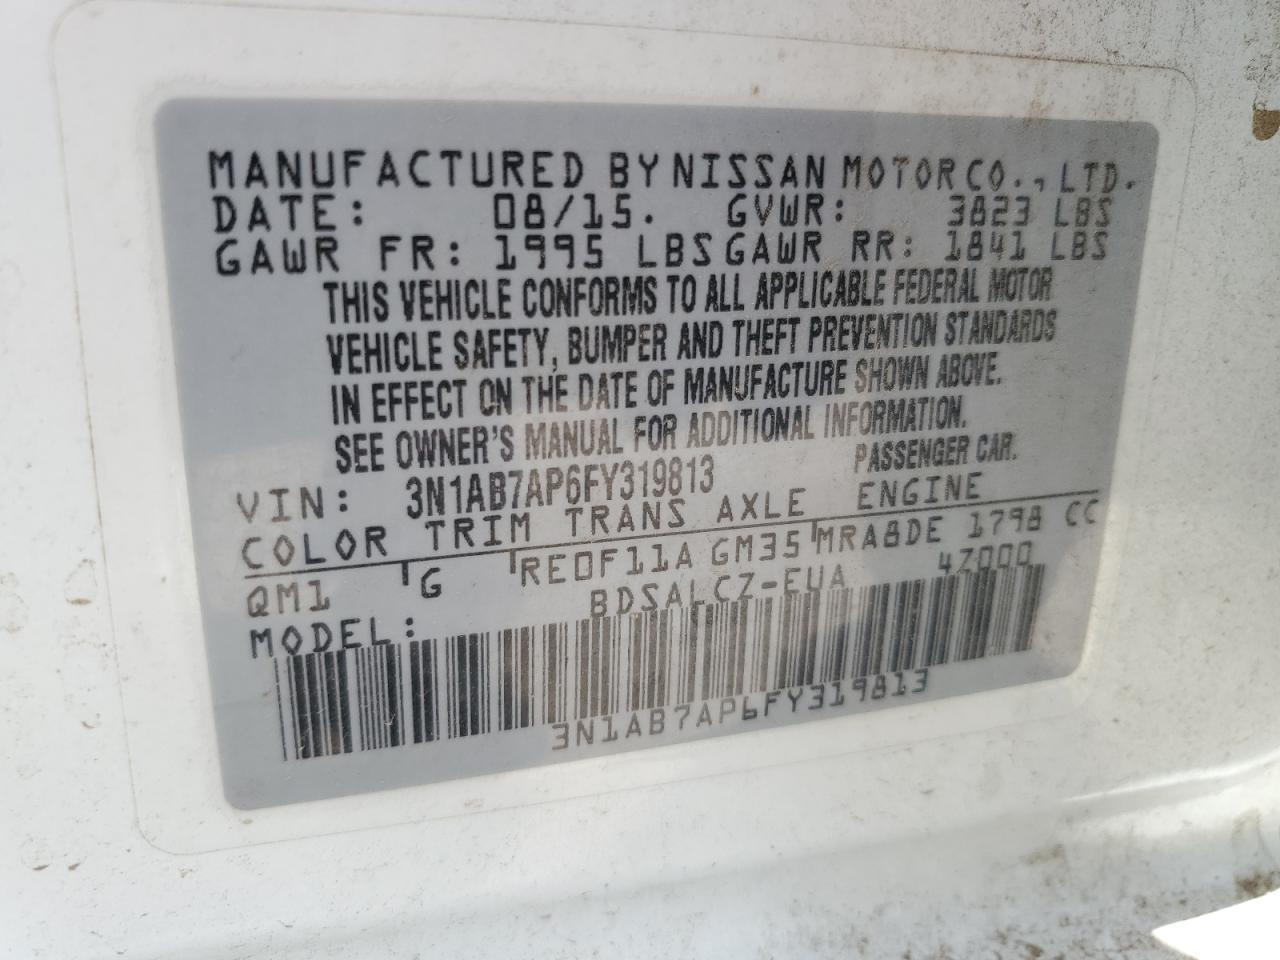 MANUFACTURED BY NISSAN MOTOR CO., LTD.
DATE: 08/15. GVWR: 3823 LBS
GAWR FR: 1995 LBS GAWR RR: 1841 LBS
THIS VEHICLE CONFORMS TO ALL APPLICABLE FEDERAL MOTOR
VEHICLE SAFETY, BUMPER AND THEFT PREVENTION STANDARDS
IN EFFECT ON THE DATE OF MANUFACTURE SHOWN ABOVE.
SEE OWNER'S MANUAL FOR ADDITIONAL INFORMATION.
VIN: 3N1AB7AP6FY319813 PASSENGER CAR.
COLOR TRIM TRANS AXLE ENGINE
QM1 G RE0F11A GM35 MRA8DE 1798 CC
MODEL: BDSALCZ-EUA 4Z000
3N1AB7AP6FY319813